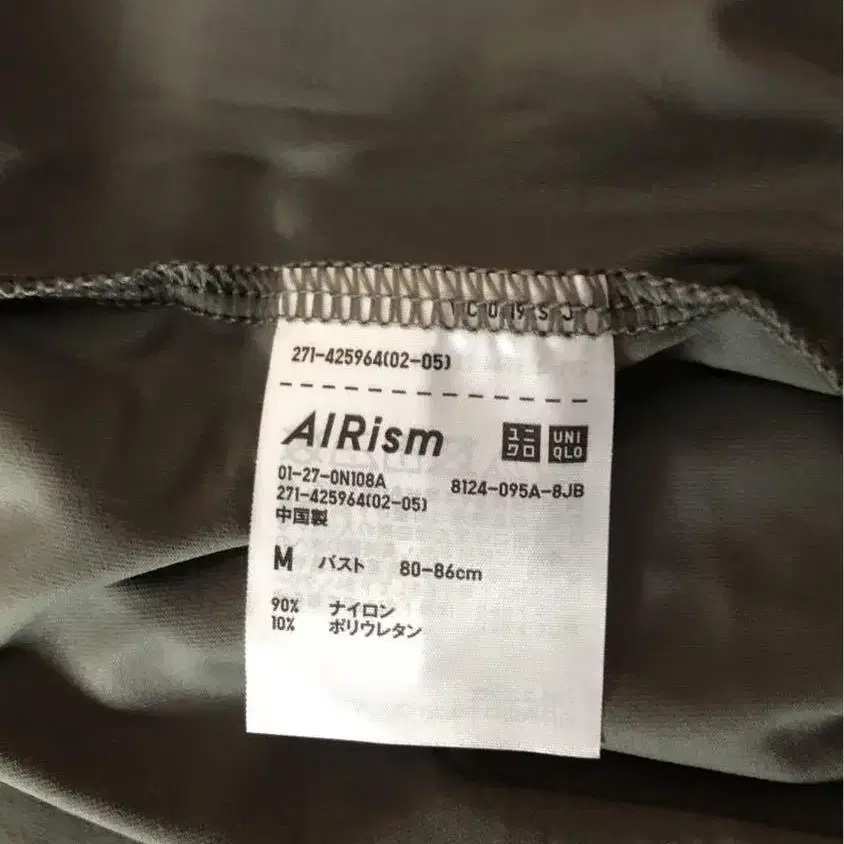 271-425964(02-05)
AIRism
ユニ
クロ
UNI
QLO
01-27-0N108A
8124-095A-8JB
271-425964(02-05)
中国製
M バスト 80-86cm
90% ナイロン
10% ポリウレタン